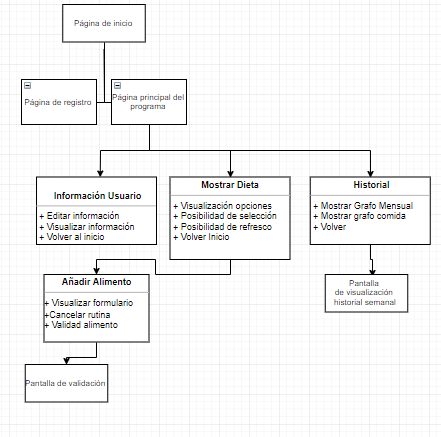 Página de inicio
Página de registro
Página principal del
programa
Información Usuario
+ Editar información
+ Visualizar información
+ Volver al inicio
Mostrar Dieta
+ Visualización opciones
+ Posibilidad de selección
+ Posibilidad de refresco
+ Volver Inicio
Historial
+ Mostrar Grafo Mensual
+ Mostrar grafo comida
+ Volver
Añadir Alimento
+ Visualizar formulario
+Cancelar rutina
+ Validad alimento
Pantalla
de visualización
historial semanal
Pantalla de validación